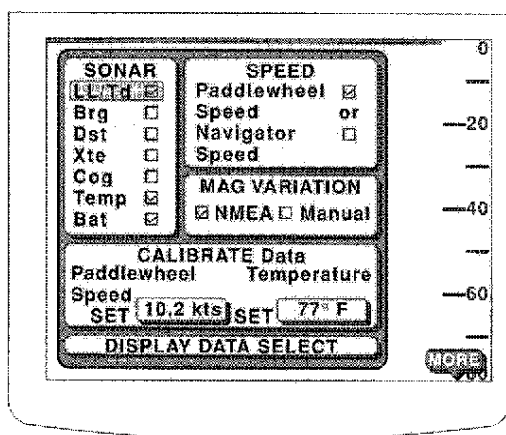 SONAR
LL/Td
Brg
Dst
Xte
Cog
Temp
Bat
SPEED
Paddlewheel
Speed or
Navigator
Speed
MAG VARIATION
NMEA Manual
CALIBRATE Data
Paddlewheel Temperature
Speed
SET 10.2 kts SET 77° F
DISPLAY DATA SELECT
0
20
40
60
MORE